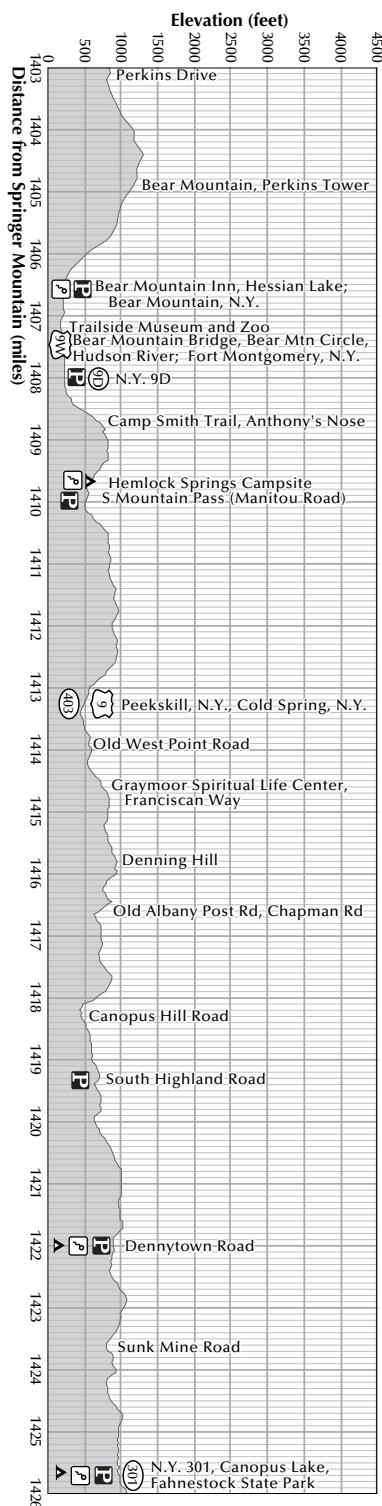 Elevation (feet)
0
500
1000
1500
2000
2500
3000
3500
4000
4500
Distance from Springer Mountain (miles)
1403
1404
1405
1406
1407
1408
1409
1410
1411
1412
1413
1414
1415
1416
1417
1418
1419
1420
1421
1422
1423
1424
1425
1426
Perkins Drive
Bear Mountain, Perkins Tower
P Bear Mountain Inn, Hessian Lake;
Bear Mountain, N.Y.
Trailside Museum and Zoo
9W Bear Mountain Bridge, Bear Mtn Circle,
Hudson River; Fort Montgomery, N.Y.
P 9D N.Y. 9D
Camp Smith Trail, Anthony's Nose
Hemlock Springs Campsite
P S Mountain Pass (Manitou Road)
403 9 Peekskill, N.Y., Cold Spring, N.Y.
Old West Point Road
Graymoor Spiritual Life Center,
Franciscan Way
Denning Hill
Old Albany Post Rd, Chapman Rd
Canopus Hill Road
P South Highland Road
P Dennytown Road
Sunk Mine Road
P 301 N.Y. 301, Canopus Lake,
Fahnestock State Park